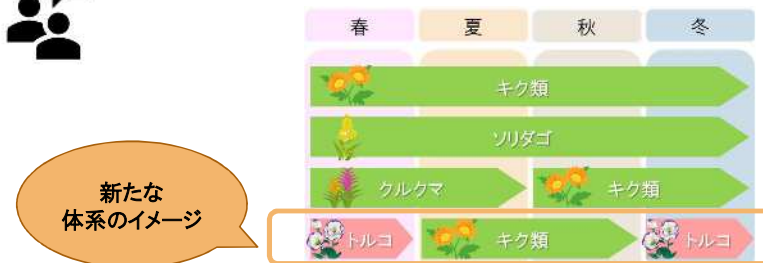 春 夏 秋 冬
キク類
ソリダゴ
クルクマ キク類
新たな
体系のイメージ
トルコ キク類 トルコ